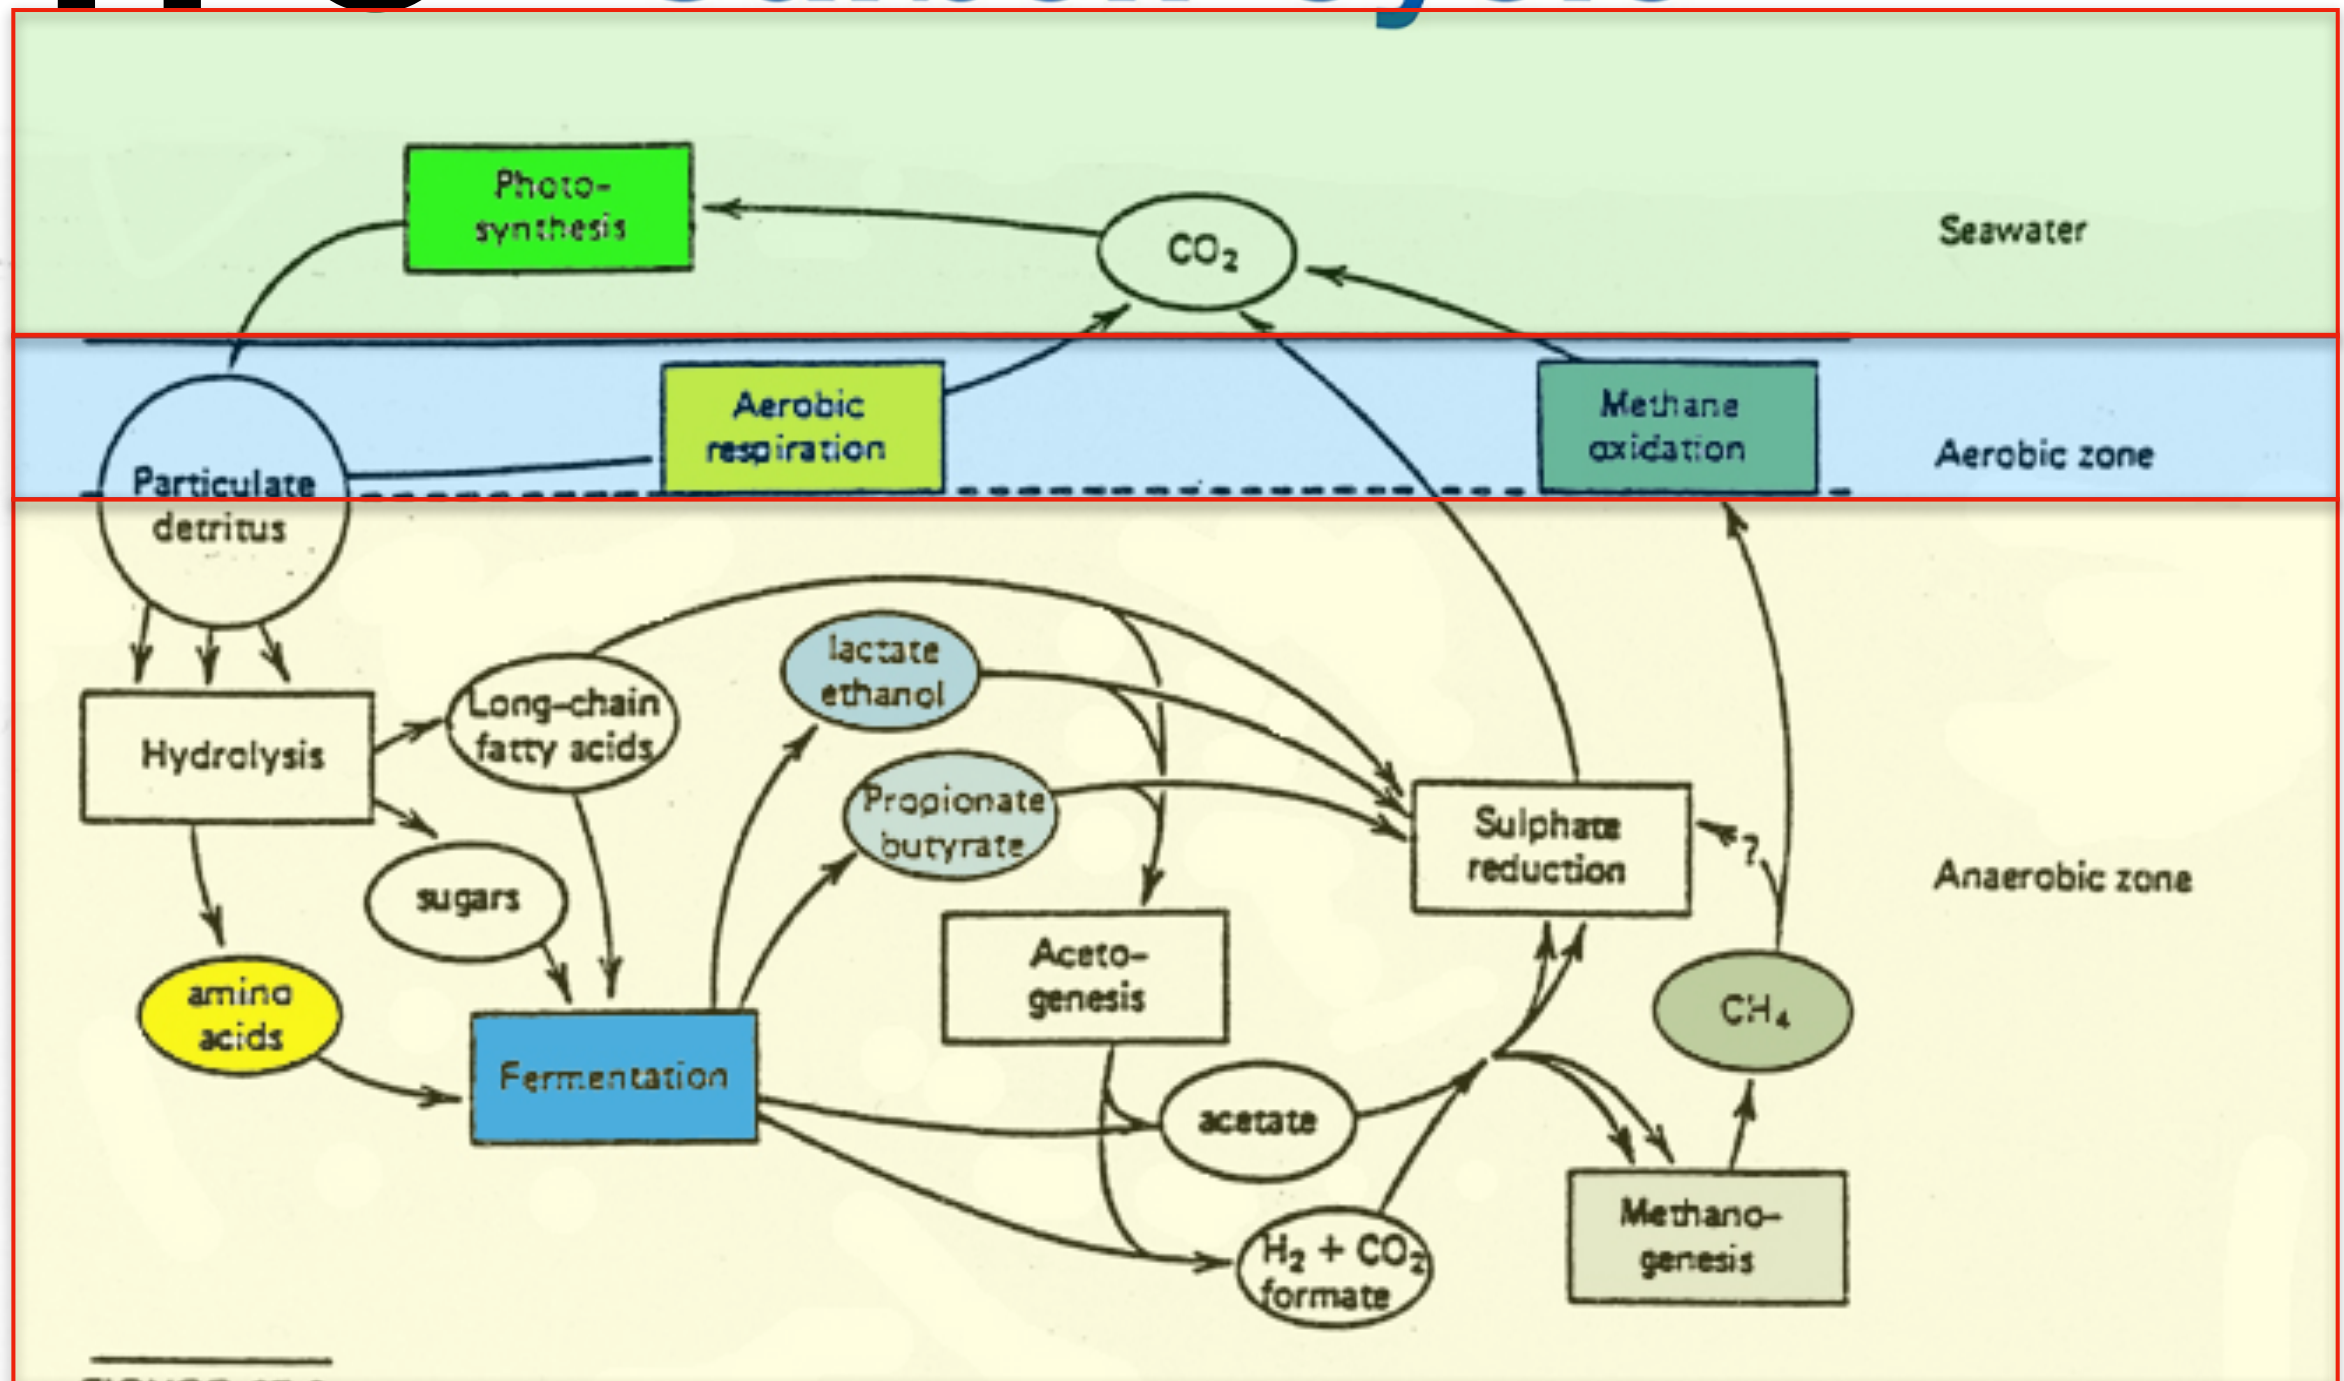 Photo-
synthesis
CO₂
Seawater
Aerobic
respiration
Methane
oxidation
Aerobic zone
Particulate
detritus
lactate
ethanol
Long-chain
fatty acids
Hydrolysis
Propionate
butyrate
Sulphate
reduction
?
sugars
Anaerobic zone
Aceto-
genesis
amino
acids
CH₄
Fermentation
acetate
Methano-
genesis
H₂ + CO₂
formate